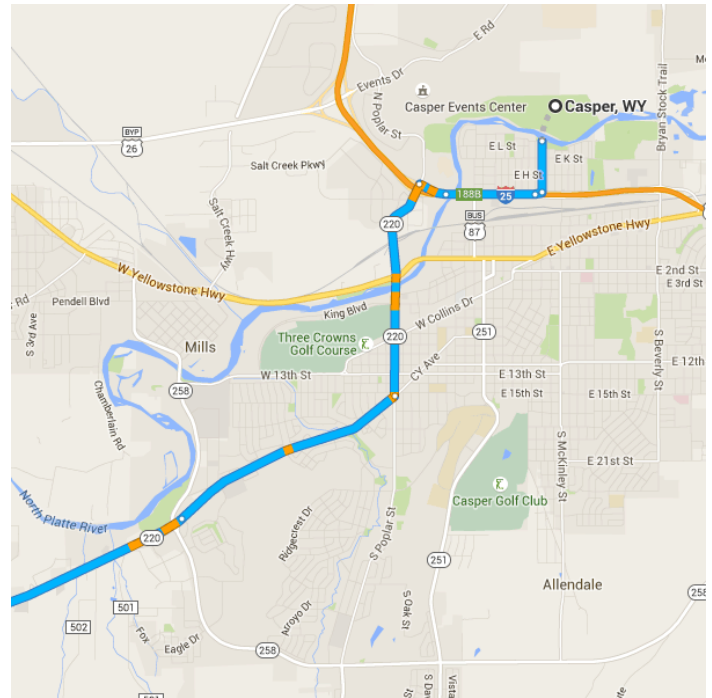 E Rd
Events Dr
N Poplar St
Casper Events Center
Casper, WY
Bryan Stock Trail
BYP
26
Salt Creek Pkwy
E L St
E K St
E H St
188B
25
Salt Creek Hwy
220
BUS
87
E Yellowstone Hwy
W Yellowstone Hwy
E 2nd St
E 3rd St
Pendell Blvd
King Blvd
W Collins Dr
S 3rd Ave
Mills
Three Crowns
Golf Course
220
251
S Beverly St
E 12th
CY Ave
W 13th St
E 13th St
258
E 15th St
E 15th St
Chamberlain Rd
S McKinley St
E 21st St
Casper Golf Club
North Platte River
Ridgecrest Dr
S Poplar St
220
251
Allendale
501
502
Fox
Eagle Dr
Arroyo Dr
S Oak St
258
258
S Da
Vista
501